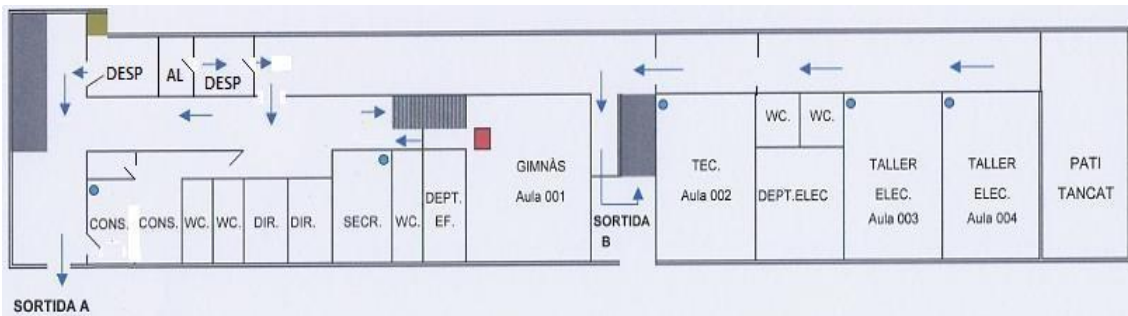 DESP
AL
DESP
WC.
WC.
GIMNÀS
Aula 001
TEC.
Aula 002
DEPT.ELEC
TALLER
ELEC.
Aula 003
TALLER
ELEC.
Aula 004
PATI
TANCAT
CONS.
CONS.
WC.
WC.
DIR.
DIR.
SECR.
WC.
DEPT.
EF.
SORTIDA
B
SORTIDA A